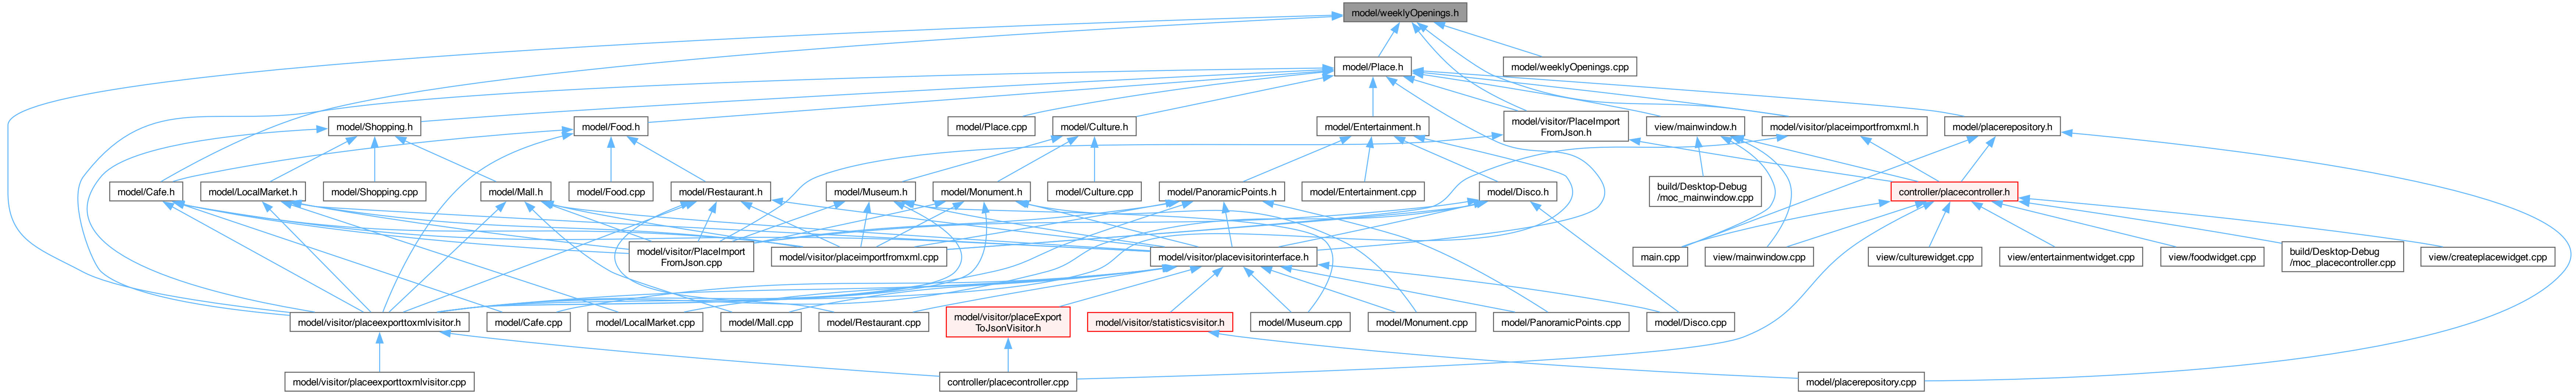 model/weeklyOpenings.h
model/Place.h
model/weeklyOpenings.cpp
model/Shopping.h
model/Food.h
model/Place.cpp
model/Culture.h
model/Entertainment.h
model/visitor/PlaceImport
FromJson.h
view/mainwindow.h
model/visitor/placeimportfromxml.h
model/placerepository.h
model/Cafe.h
model/LocalMarket.h
model/Shopping.cpp
model/Mall.h
model/Food.cpp
model/Restaurant.h
model/Museum.h
model/Monument.h
model/Culture.cpp
model/PanoramicPoints.h
model/Entertainment.cpp
model/Disco.h
build/Desktop-Debug
/moc_mainwindow.cpp
controller/placecontroller.h
model/visitor/PlaceImport
FromJson.cpp
model/visitor/placeimportfromxml.cpp
model/visitor/placevisitorinterface.h
main.cpp
view/mainwindow.cpp
view/culturewidget.cpp
view/entertainmentwidget.cpp
view/foodwidget.cpp
build/Desktop-Debug
/moc_placecontroller.cpp
view/createplacewidget.cpp
model/visitor/placeexporttoxmlvisitor.h
model/Cafe.cpp
model/LocalMarket.cpp
model/Mall.cpp
model/Restaurant.cpp
model/visitor/placeExport
ToJsonVisitor.h
model/visitor/statisticsvisitor.h
model/Museum.cpp
model/Monument.cpp
model/PanoramicPoints.cpp
model/Disco.cpp
model/visitor/placeexporttoxmlvisitor.cpp
controller/placecontroller.cpp
model/placerepository.cpp